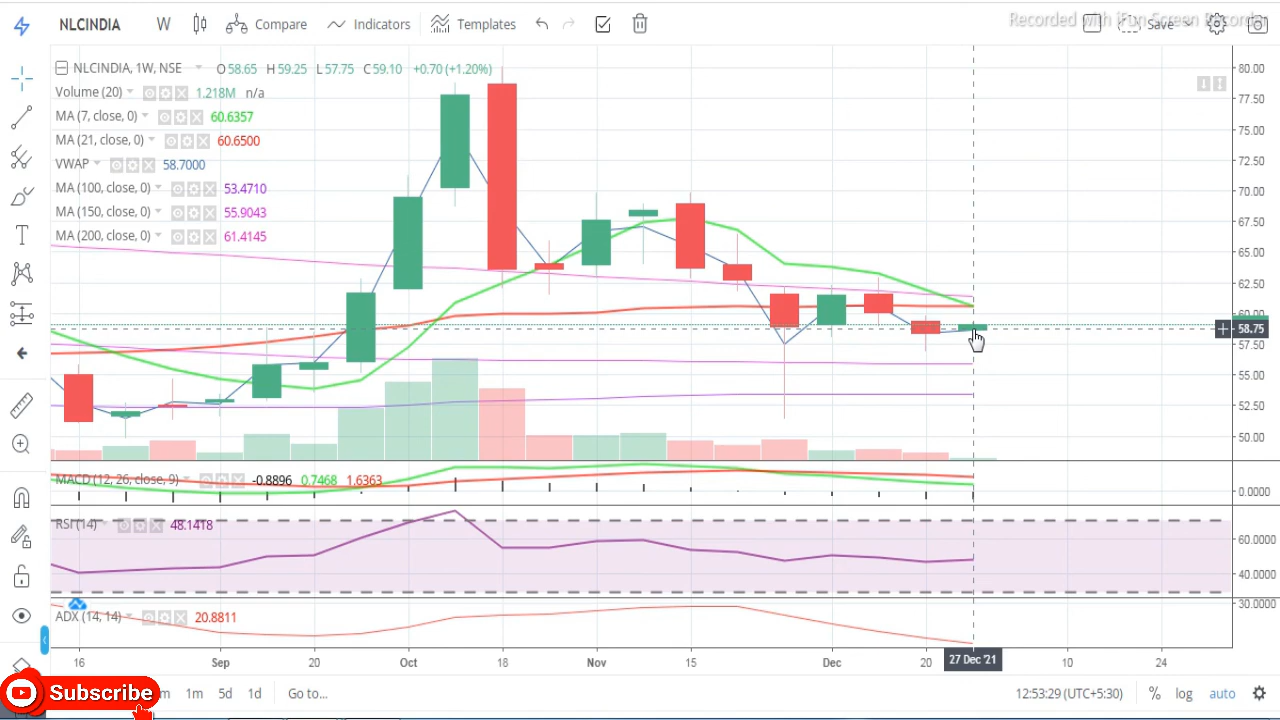 NLCINDIA W Compare Indicators Templates Save
Recorded with iFun Screen Recorder
NLCINDIA, 1W, NSE O58.65 H59.25 L57.75 C59.10 +0.70 (+1.20%)
Volume (20) 1.218M n/a
MA (7, close, 0) 60.6357
MA (21, close, 0) 60.6500
VWAP 58.7000
MA (100, close, 0) 53.4710
MA (150, close, 0) 55.9043
MA (200, close, 0) 61.4145
80.00
77.50
75.00
72.50
70.00
67.50
65.00
62.50
60.00
58.75
57.50
55.00
52.50
50.00
MACD (12, 26, close, 9) -0.8896 0.7468 1.6363
0.0000
RSI (14) 48.1418
60.0000
40.0000
ADX (14, 14) 20.8811
30.0000
16 Sep 20 Oct 18 Nov 15 Dec 20 27 Dec '21 10 24
Subscribe
m 1m 5d 1d Go to... 12:53:29 (UTC+5:30) % log auto